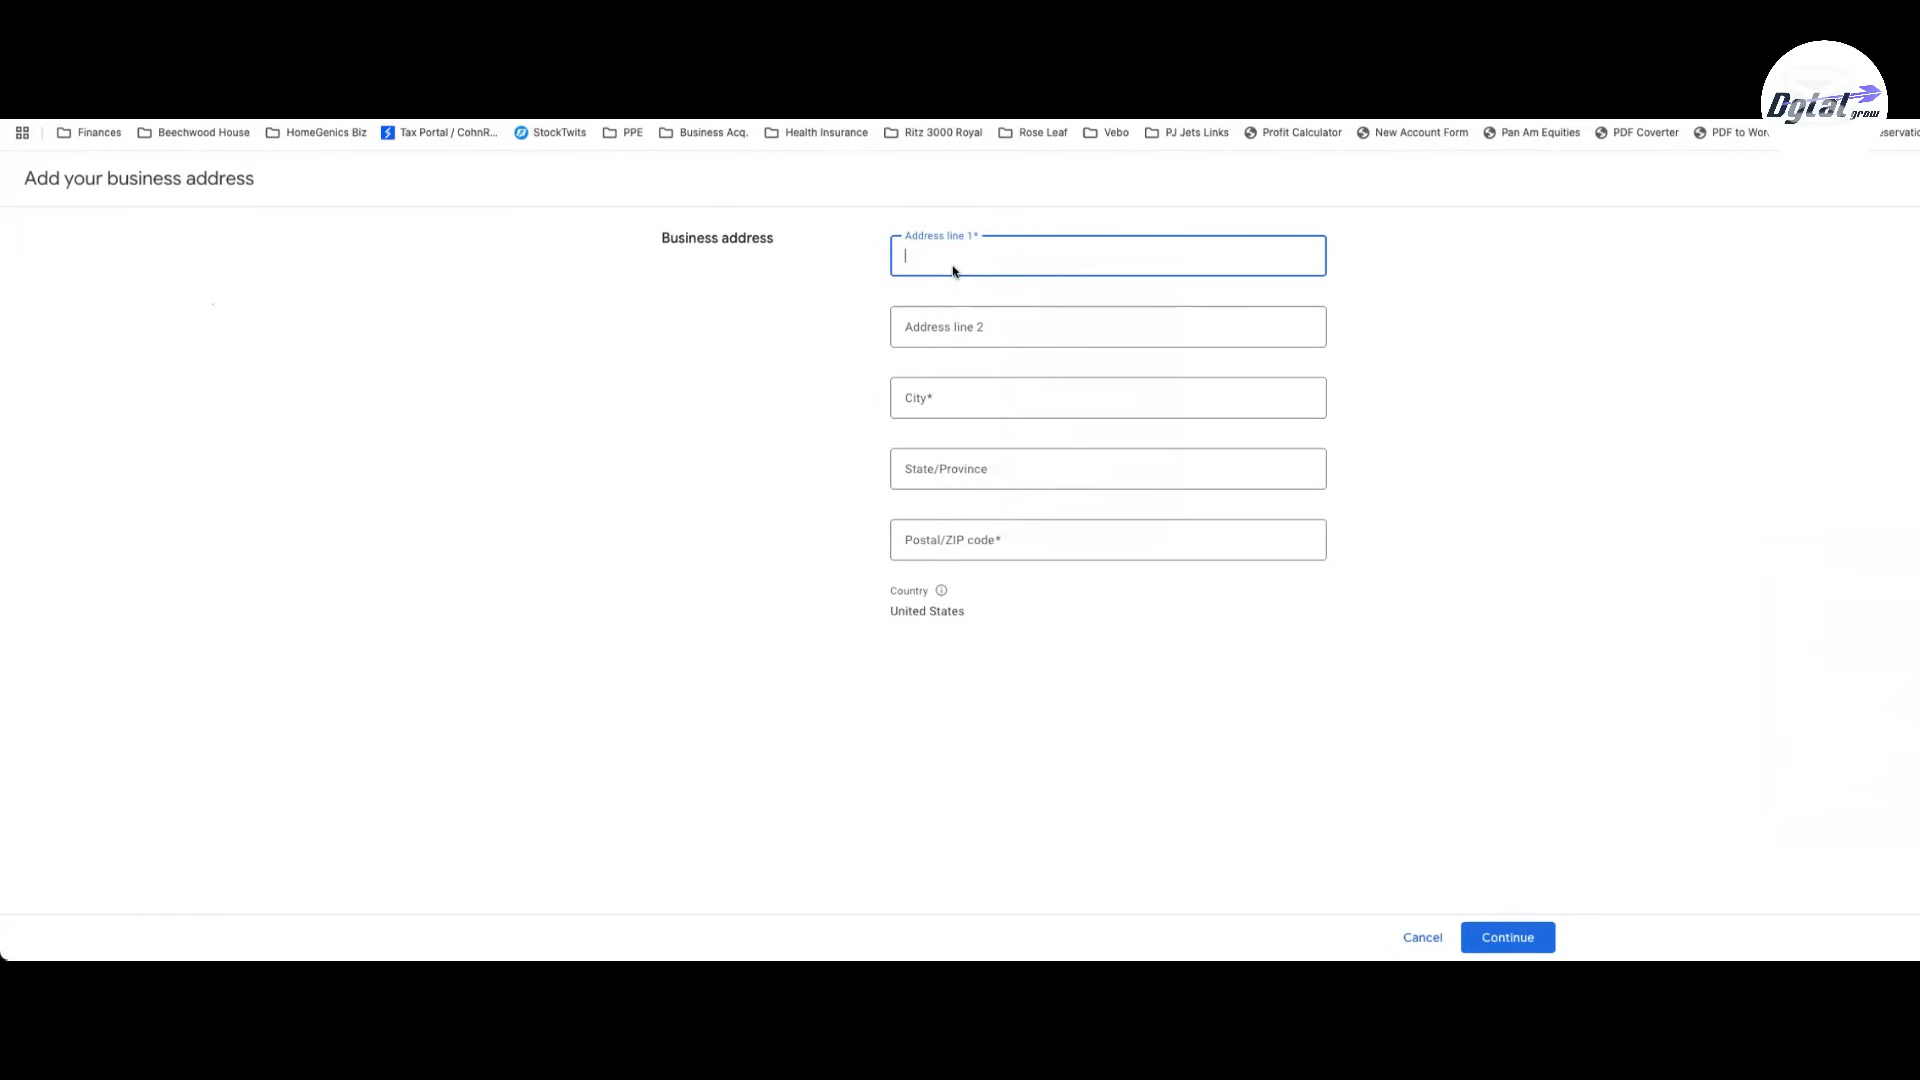 Dgtal grow
Finances Beechwood House HomeGenics Biz Tax Portal / CohnR... StockTwits PPE Business Acq. Health Insurance Ritz 3000 Royal Rose Leaf Vebo PJ Jets Links Profit Calculator New Account Form Pan Am Equities PDF Coverter PDF to Wor
Add your business address
Business address
Address line 1*
Address line 2
City*
State/Province
Postal/ZIP code*
Country
United States
Cancel Continue